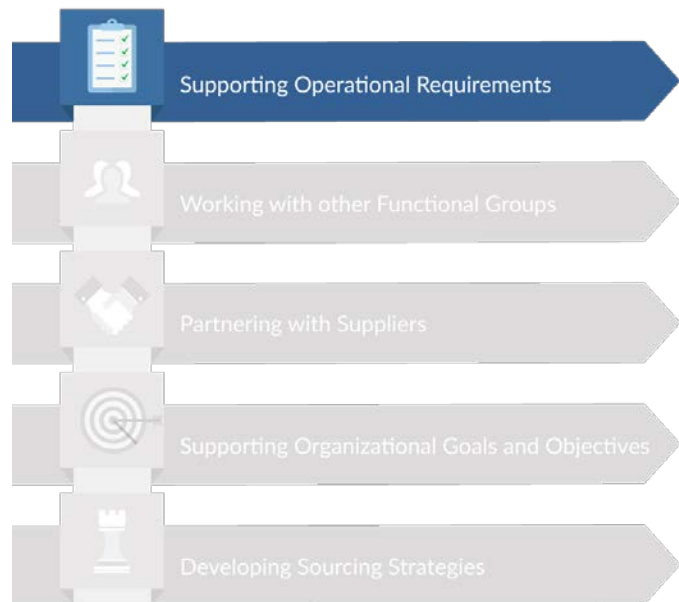 Supporting Operational Requirements
Working with other Functional Groups
Partnering with Suppliers
Supporting Organizational Goals and Objectives
Developing Sourcing Strategies